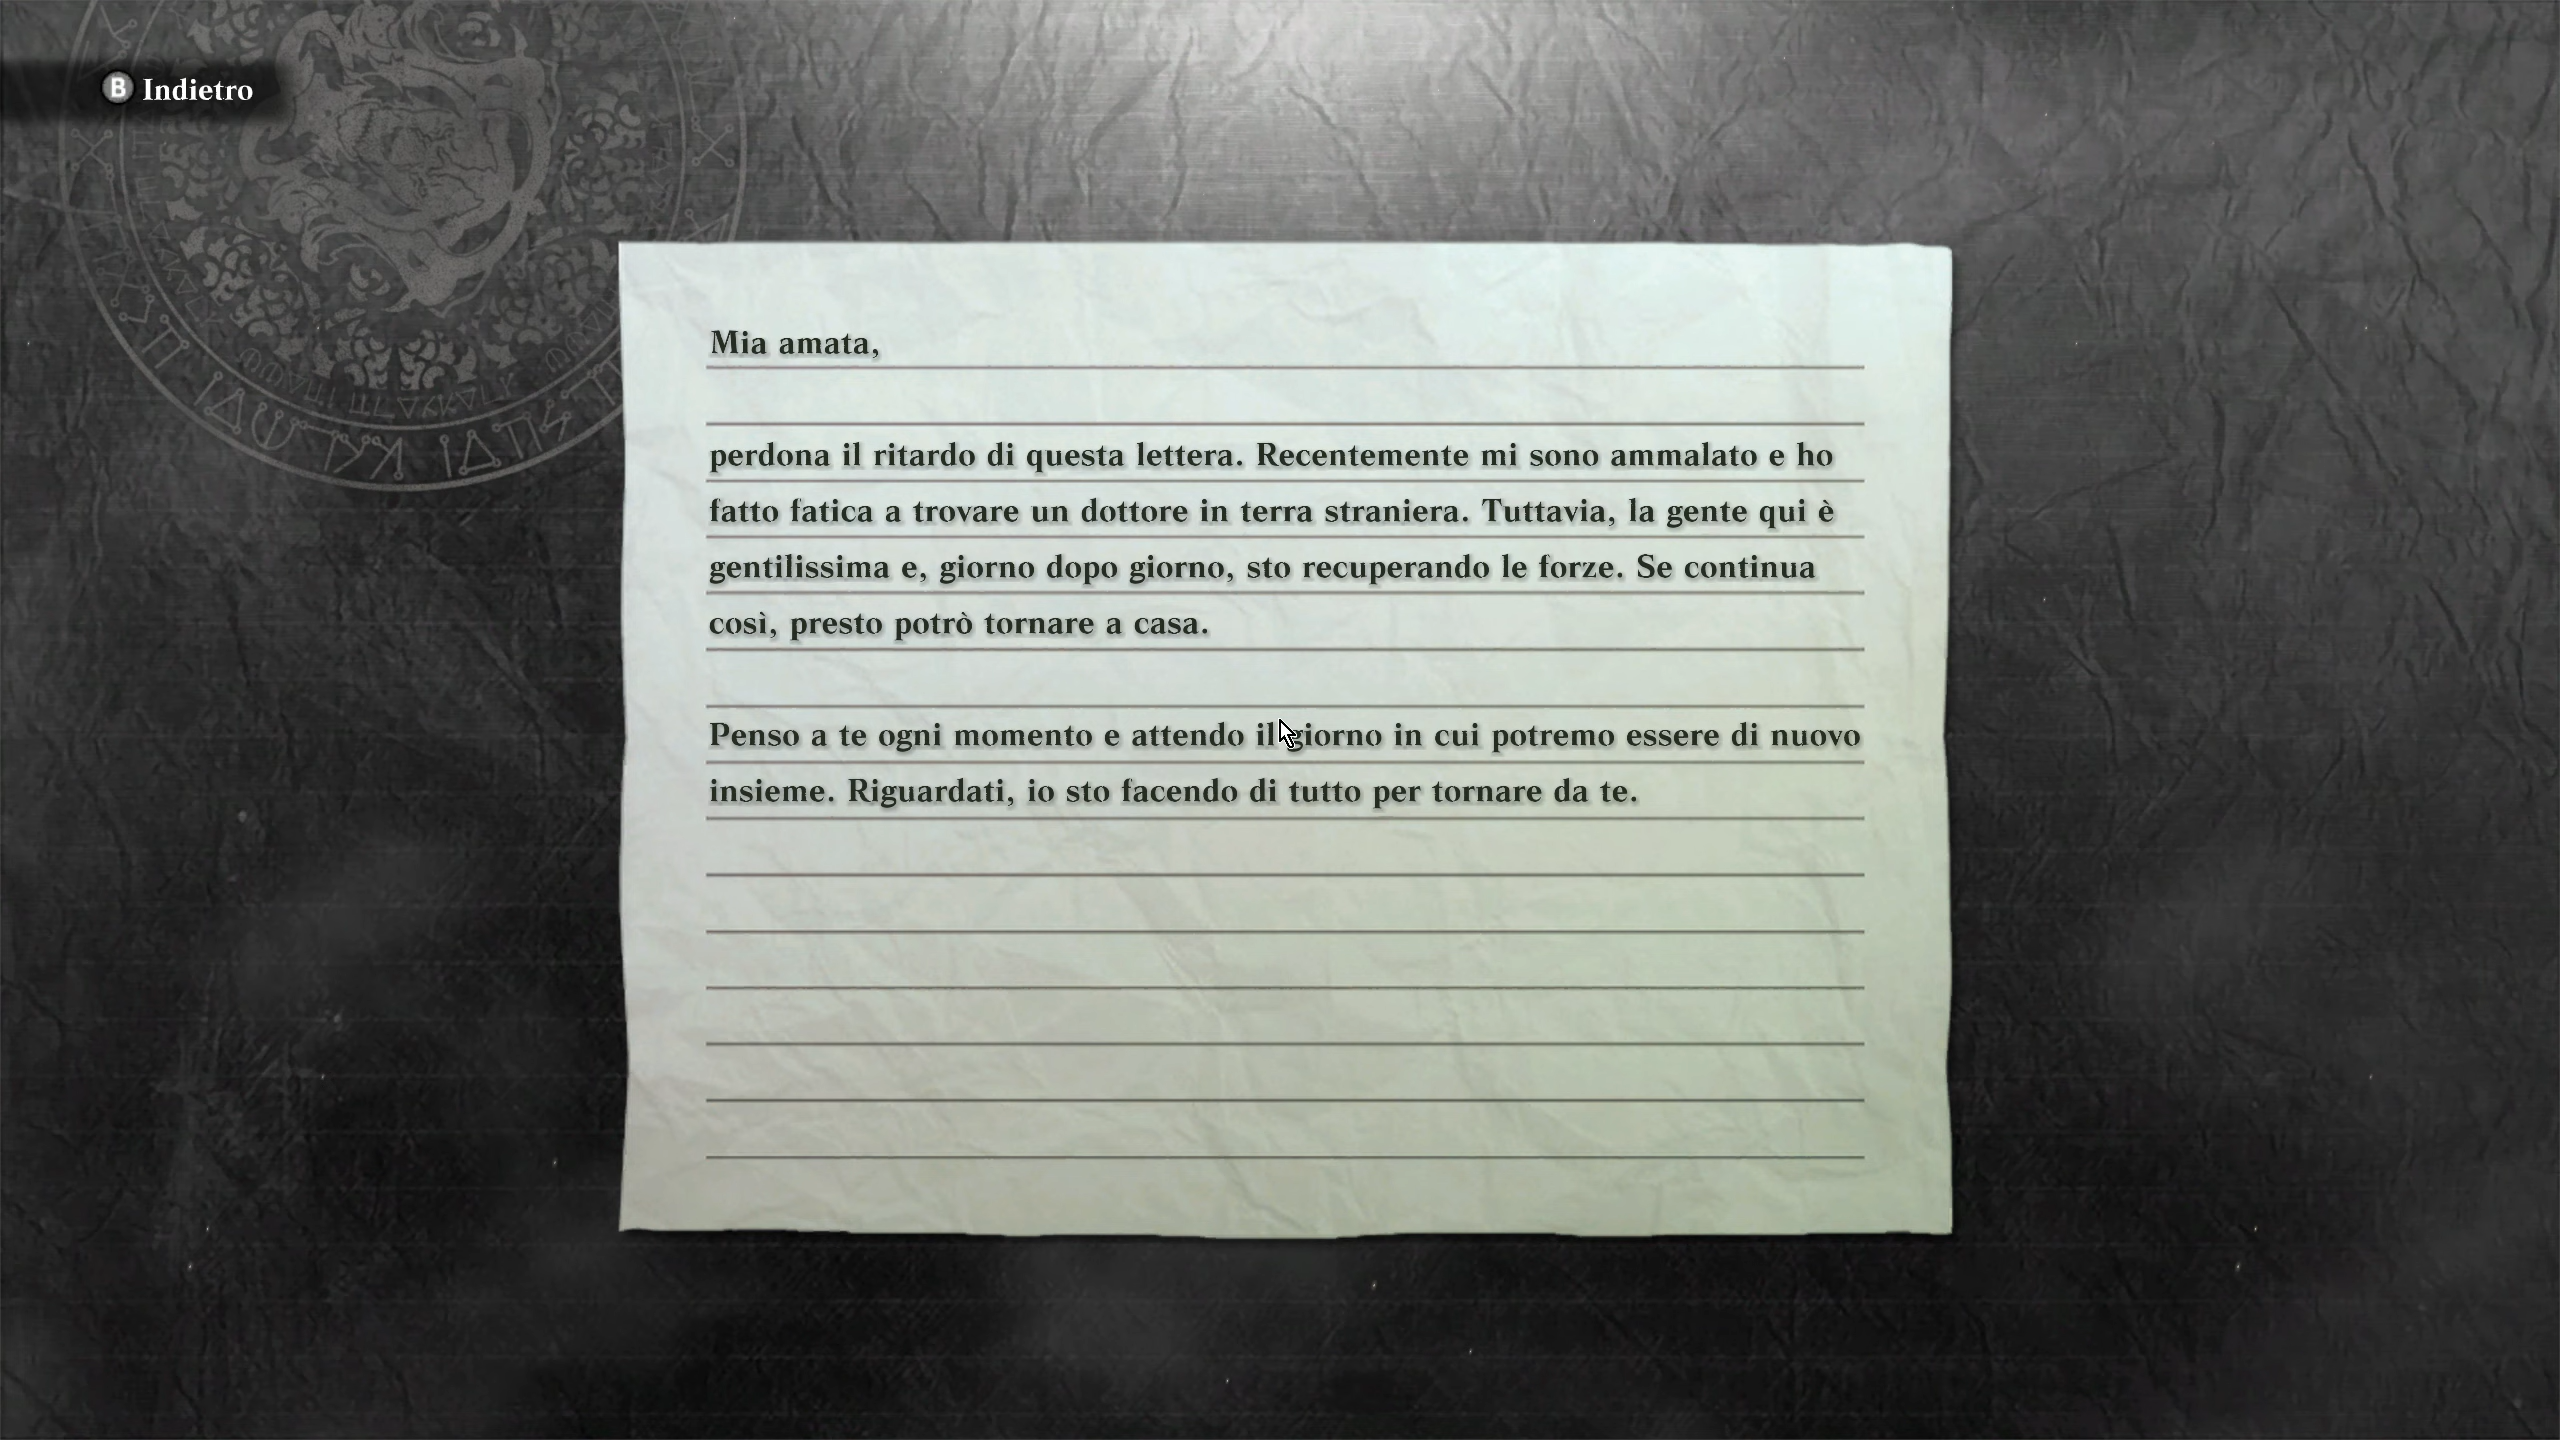 B Indietro
Mia amata,
perdona il ritardo di questa lettera. Recentemente mi sono ammalato e ho
fatto fatica a trovare un dottore in terra straniera. Tuttavia, la gente qui è
gentilissima e, giorno dopo giorno, sto recuperando le forze. Se continua
così, presto potrò tornare a casa.
Penso a te ogni momento e attendo il giorno in cui potremo essere di nuovo
insieme. Riguardati, io sto facendo di tutto per tornare da te.